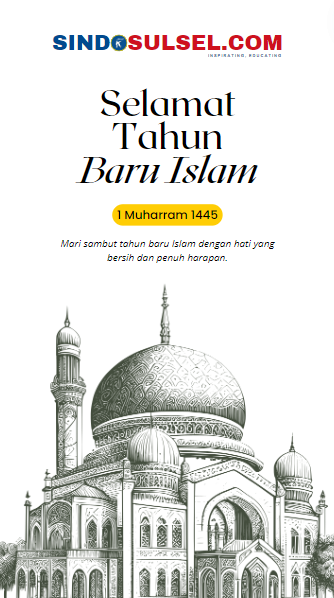 SINDOSULSEL.COM
INSPIRATING, EDUCATING
Selamat
Tahun
Baru Islam
1 Muharram 1445
Mari sambut tahun baru Islam dengan hati yang
bersih dan penuh harapan.